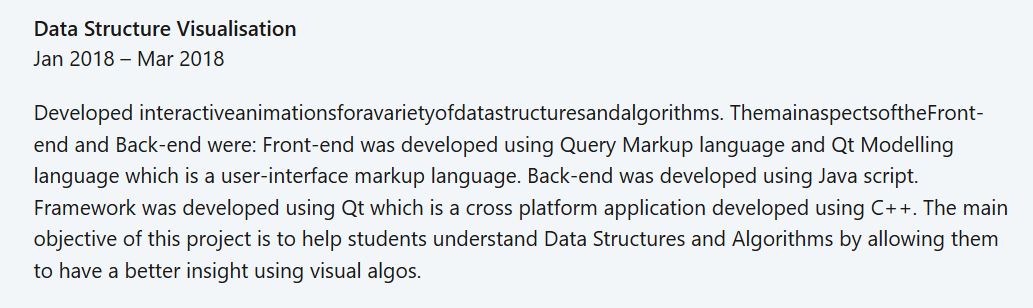 Data Structure Visualisation
Jan 2018 – Mar 2018
Developed interactiveanimationsforavarietyofdatastructuresandalgorithms. ThemainaspectsoftheFront-
end and Back-end were: Front-end was developed using Query Markup language and Qt Modelling
language which is a user-interface markup language. Back-end was developed using Java script.
Framework was developed using Qt which is a cross platform application developed using C++. The main
objective of this project is to help students understand Data Structures and Algorithms by allowing them
to have a better insight using visual algos.